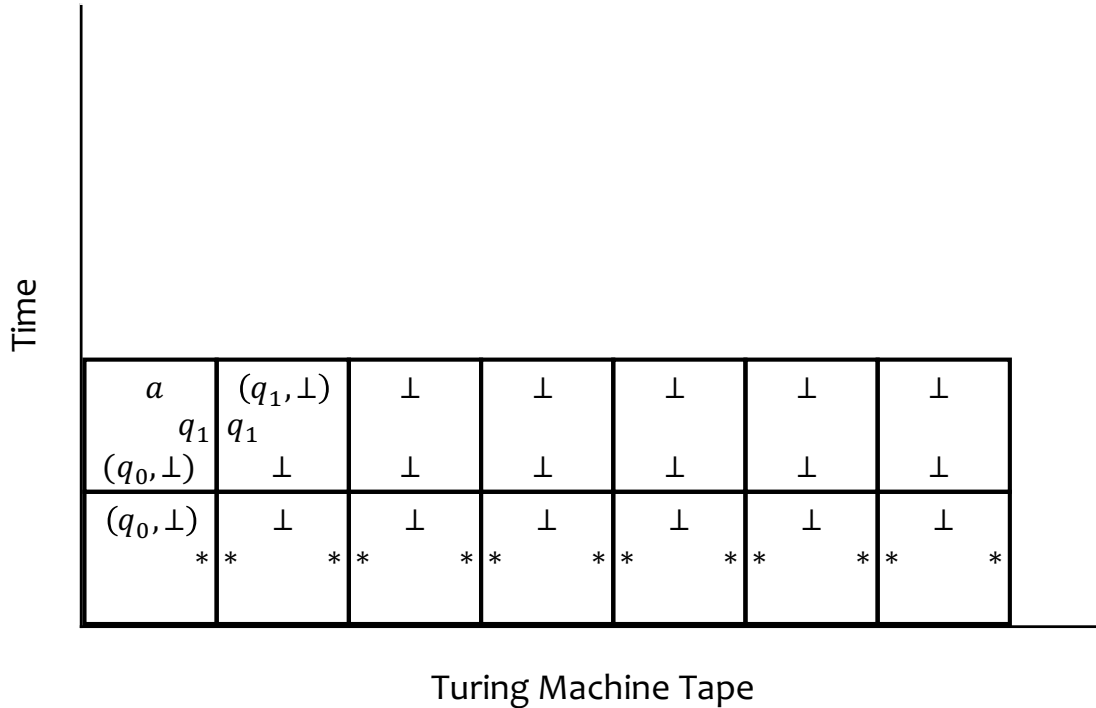 Time
a (q₁,⊥) ⊥ ⊥ ⊥ ⊥ ⊥
q₁ q₁
(q₀,⊥) ⊥ ⊥ ⊥ ⊥ ⊥ ⊥
(q₀,⊥) ⊥ ⊥ ⊥ ⊥ ⊥ ⊥
* * * * * * * * * * * * *
Turing Machine Tape